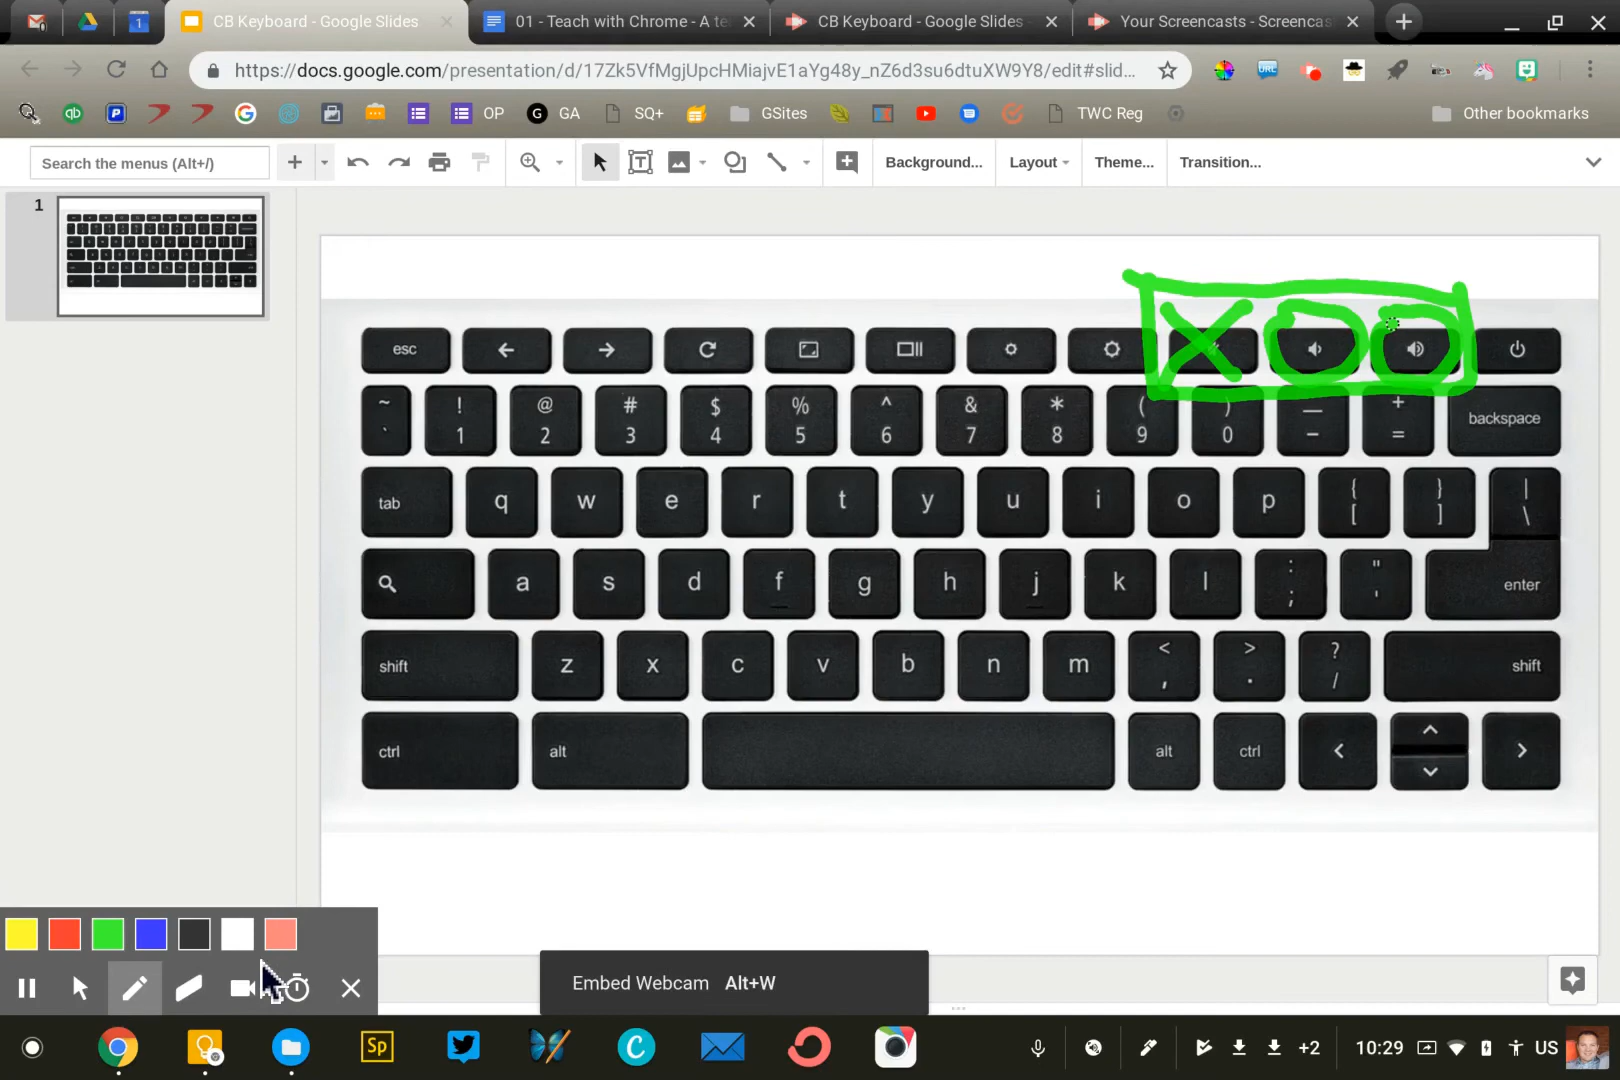 CB Keyboard - Google Slides
01 - Teach with Chrome - A te
CB Keyboard - Google Slides -
Your Screencasts - Screencas
https://docs.google.com/presentation/d/17Zk5VfMgjUpcHMiajvE1aYg48y_nZ6d3su6dtuXW9Y8/edit#slid...
OP
GA
SQ+
GSites
TWC Reg
Other bookmarks
Search the menus (Alt+/)
Background...
Layout
Theme...
Transition...
1
esc
~ ! @ # $ % ^ & * ( ) — + backspace
` 1 2 3 4 5 6 7 8 9 0 – =
tab q w e r t y u i o p { [ } ] | \
a s d f g h j k l : ; " ' enter
shift z x c v b n m < , > . ? / shift
ctrl alt alt ctrl
Embed Webcam Alt+W
Sp
+2
10:29
US